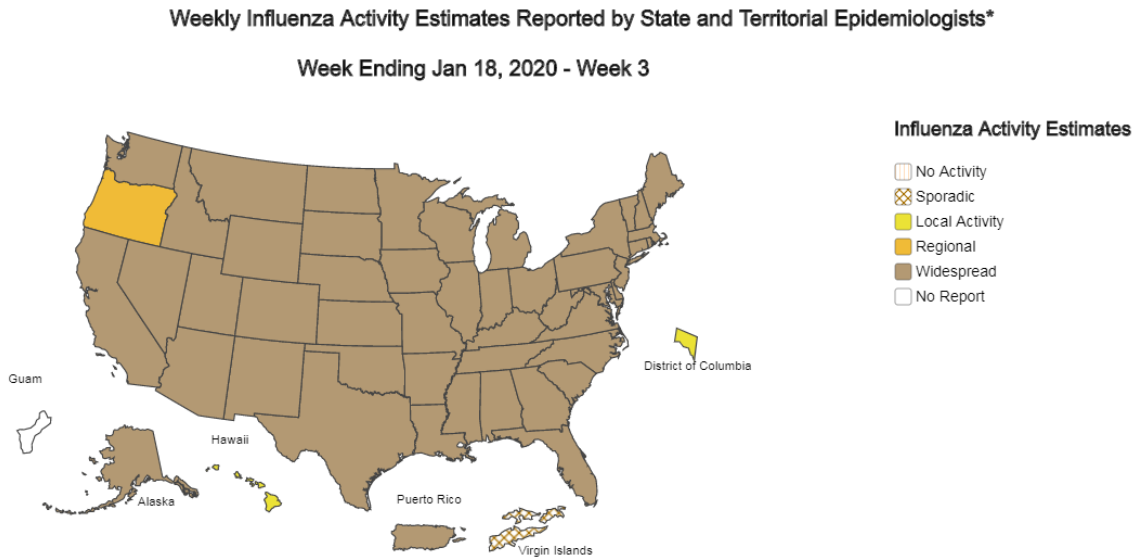 Weekly Influenza Activity Estimates Reported by State and Territorial Epidemiologists*
Week Ending Jan 18, 2020 - Week 3
Influenza Activity Estimates
No Activity
Sporadic
Local Activity
Regional
Widespread
No Report
District of Columbia
Guam
Hawaii
Alaska
Puerto Rico
Virgin Islands